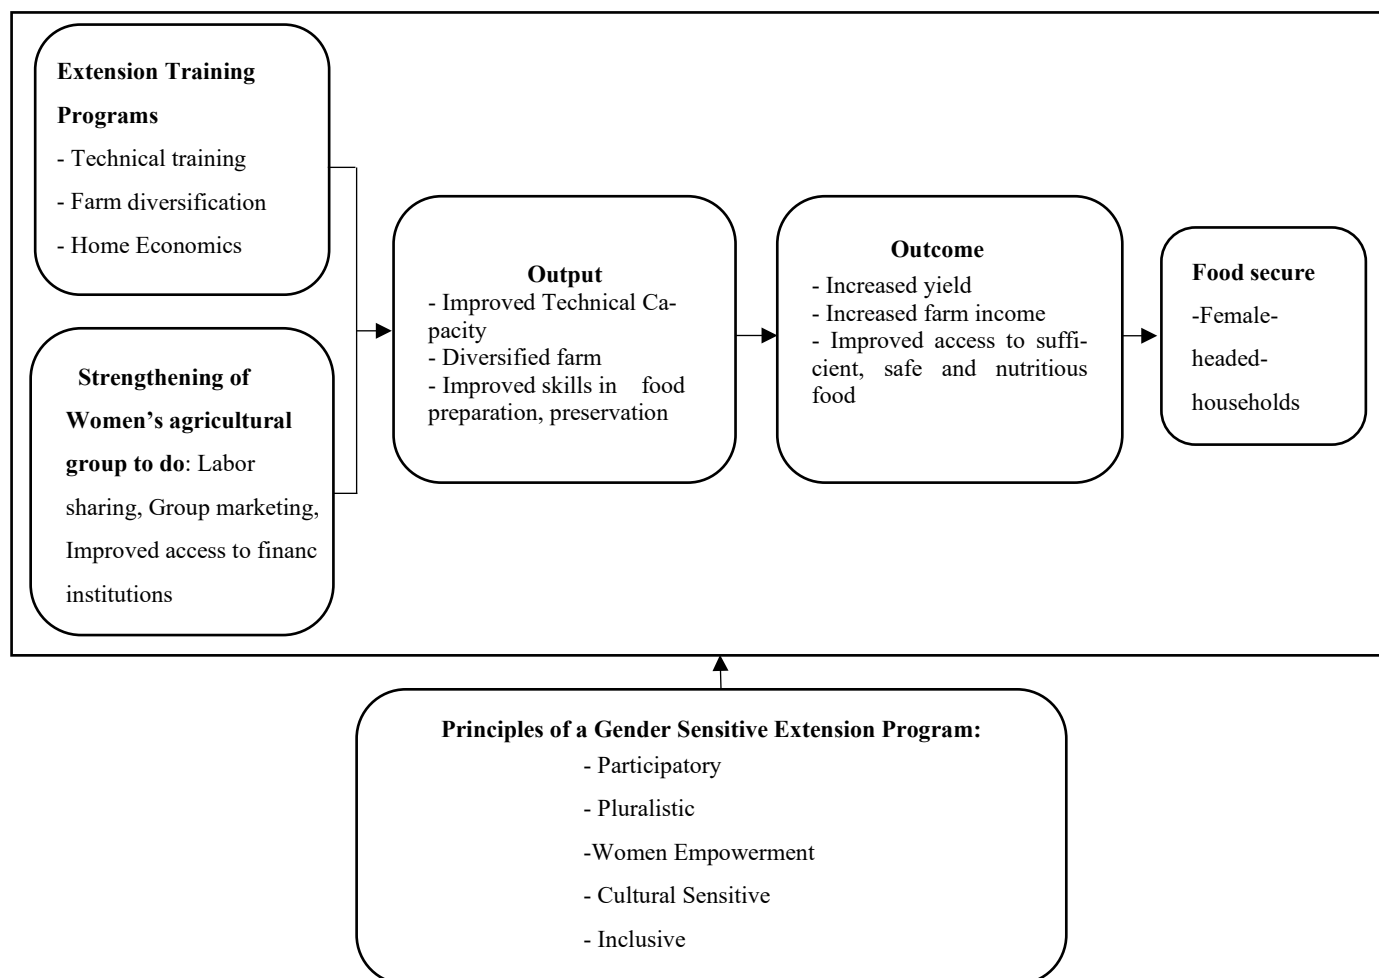 Extension Training
Programs
- Technical training
- Farm diversification
- Home Economics
Strengthening of
Women’s agricultural
group to do: Labor
sharing, Group marketing,
Improved access to financ
institutions
Output
- Improved Technical Ca-
pacity
- Diversified farm
- Improved skills in food
preparation, preservation
Outcome
- Increased yield
- Increased farm income
- Improved access to suffi-
cient, safe and nutritious
food
Food secure
-Female-
headed-
households
Principles of a Gender Sensitive Extension Program:
- Participatory
- Pluralistic
-Women Empowerment
- Cultural Sensitive
- Inclusive